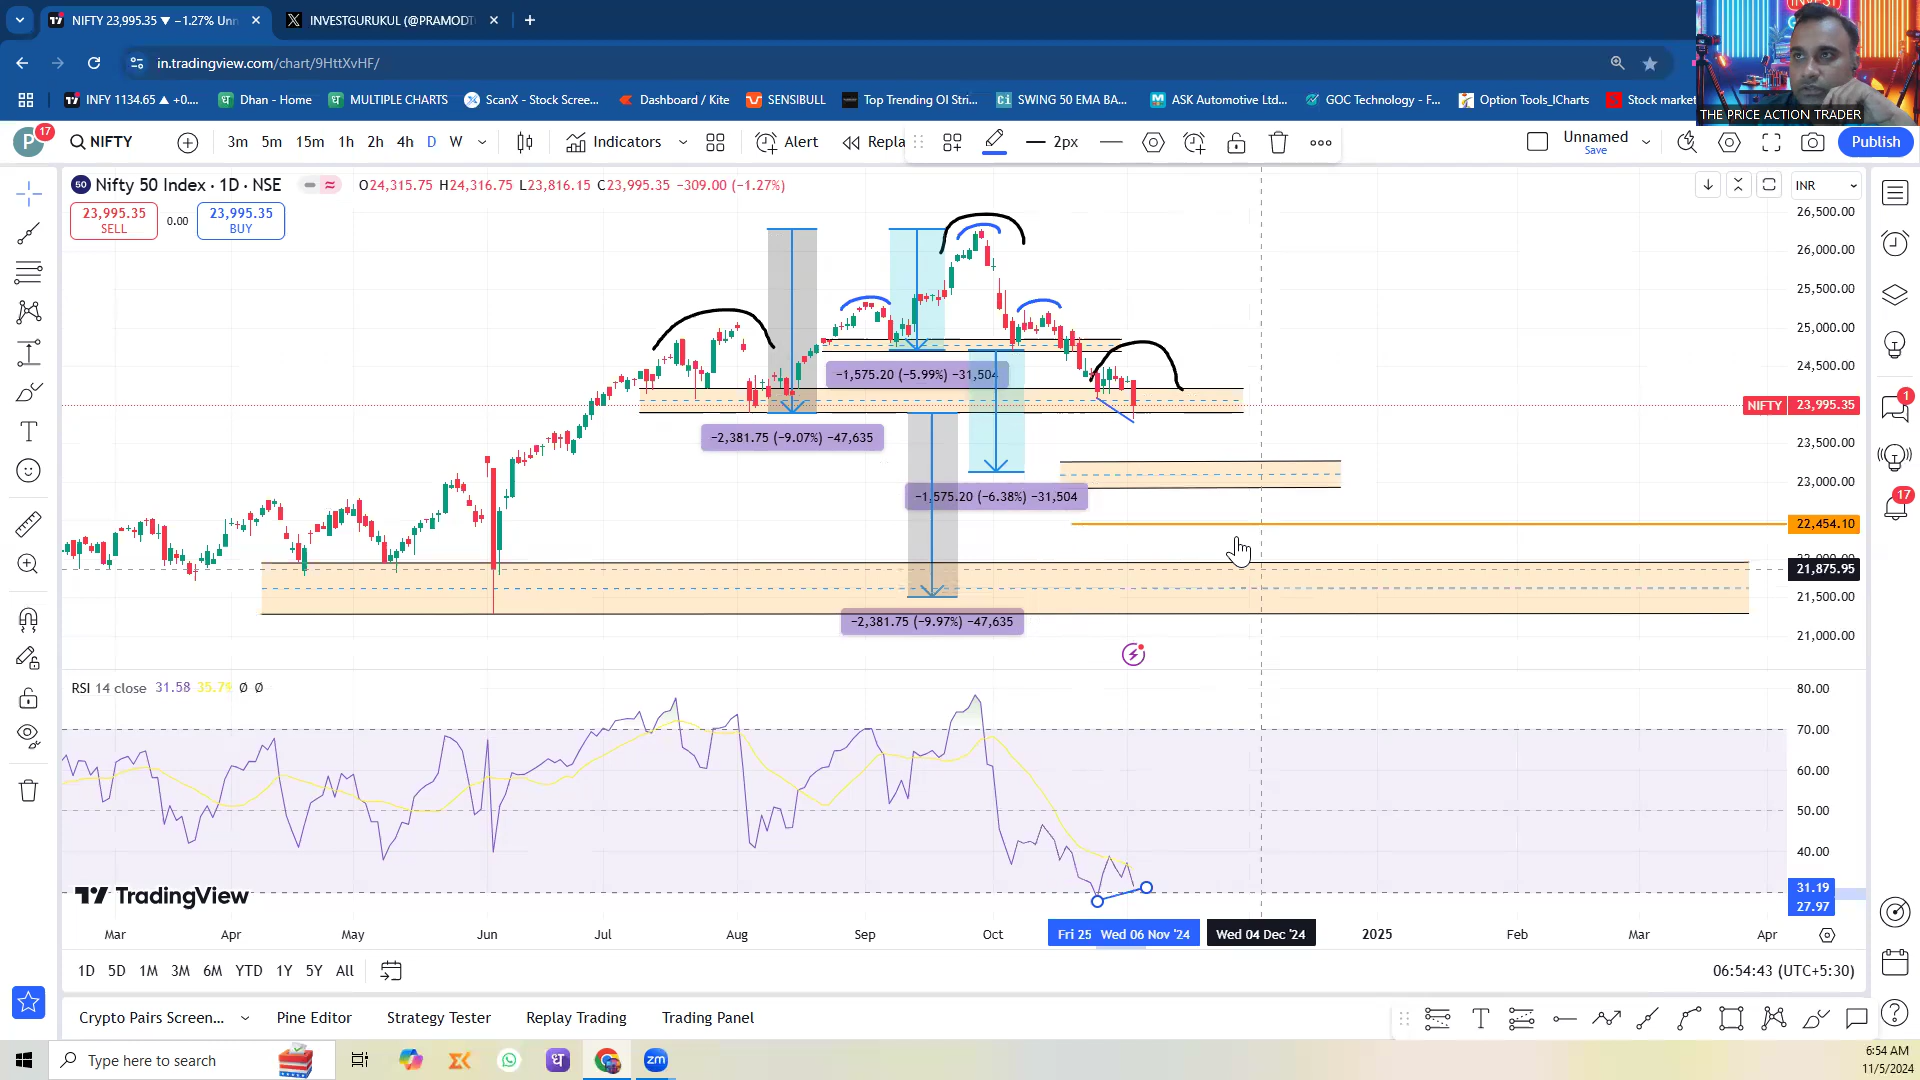 NIFTY 23,995.35 ▼ −1.27% Unn
INVESTGURUKUL (@PRAMODT
in.tradingview.com/chart/9HttXvHF/
INFY 1134.65 ▲ +0....
Dhan - Home
MULTIPLE CHARTS
ScanX - Stock Scree...
Dashboard / Kite
SENSIBULL
Top Trending OI Stri...
SWING 50 EMA BA...
ASK Automotive Ltd...
GOC Technology - F...
Option Tools_ICharts
Stock market
THE PRICE ACTION TRADER
P
17
NIFTY
3m 5m 15m 1h 2h 4h D W
Indicators
Alert
Repla
2px
Unnamed
Save
Publish
50 Nifty 50 Index · 1D · NSE
O24,315.75 H24,316.75 L23,816.15 C23,995.35 −309.00 (−1.27%)
INR
23,995.35
SELL
0.00
23,995.35
BUY
26,500.00
26,000.00
25,500.00
25,000.00
24,500.00
NIFTY 23,995.35
23,500.00
23,000.00
22,454.10
22,000.00
21,875.95
21,500.00
21,000.00
−1,575.20 (−5.99%) −31,504
−2,381.75 (−9.07%) −47,635
−1,575.20 (−6.38%) −31,504
−2,381.75 (−9.97%) −47,635
1
17
RSI 14 close 31.58 35.79 Ø Ø
80.00
70.00
60.00
50.00
40.00
31.19
27.97
TradingView
Mar Apr May Jun Jul Aug Sep Oct Fri 25 Wed 06 Nov '24 Wed 04 Dec '24 2025 Feb Mar Apr
1D 5D 1M 3M 6M YTD 1Y 5Y All
06:54:43 (UTC+5:30)
Crypto Pairs Screen...
Pine Editor
Strategy Tester
Replay Trading
Trading Panel
Type here to search
zm
6:54 AM
11/5/2024